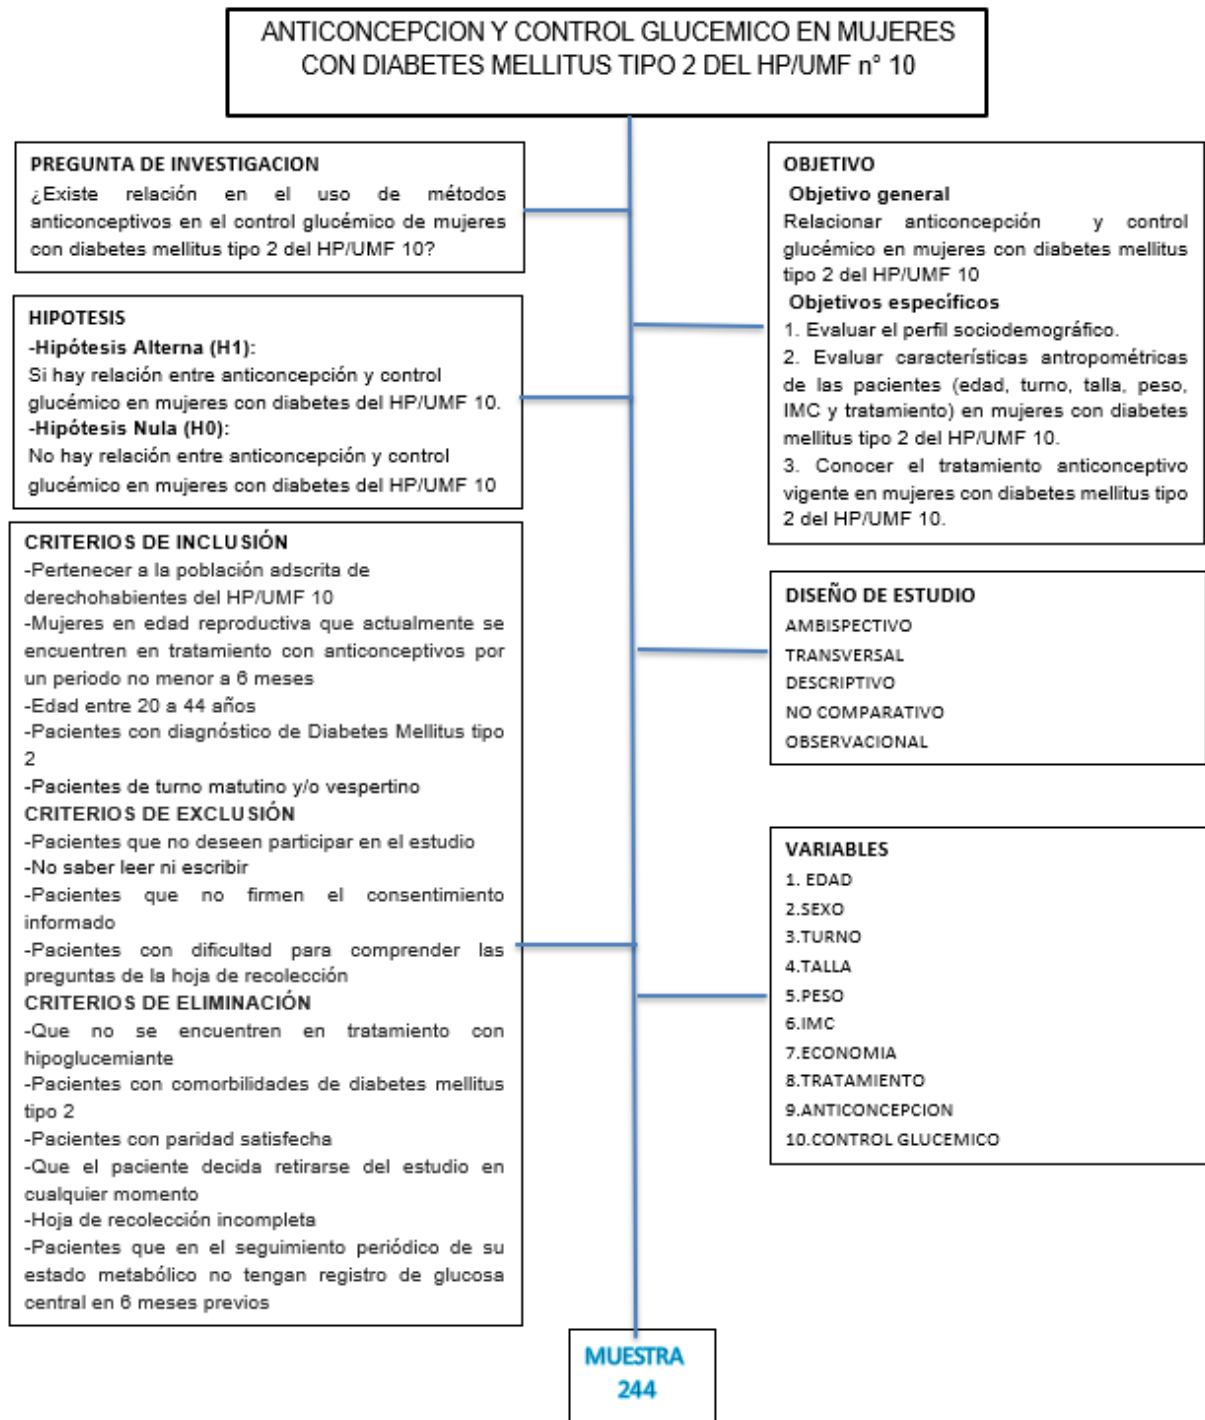 ANTICONCEPCION Y CONTROL GLUCEMICO EN MUJERES
CON DIABETES MELLITUS TIPO 2 DEL HP/UMF n° 10
PREGUNTA DE INVESTIGACION
¿Existe relación en el uso de métodos
anticonceptivos en el control glucémico de mujeres
con diabetes mellitus tipo 2 del HP/UMF 10?
HIPOTESIS
-Hipótesis Alterna (H1):
Si hay relación entre anticoncepción y control
glucémico en mujeres con diabetes del HP/UMF 10.
-Hipótesis Nula (H0):
No hay relación entre anticoncepción y control
glucémico en mujeres con diabetes del HP/UMF 10
CRITERIOS DE INCLUSIÓN
-Pertenecer a la población adscrita de
derechohabientes del HP/UMF 10
-Mujeres en edad reproductiva que actualmente se
encuentren en tratamiento con anticonceptivos por
un periodo no menor a 6 meses
-Edad entre 20 a 44 años
-Pacientes con diagnóstico de Diabetes Mellitus tipo
2
-Pacientes de turno matutino y/o vespertino
CRITERIOS DE EXCLUSIÓN
-Pacientes que no deseen participar en el estudio
-No saber leer ni escribir
-Pacientes que no firmen el consentimiento
informado
-Pacientes con dificultad para comprender las
preguntas de la hoja de recolección
CRITERIOS DE ELIMINACIÓN
-Que no se encuentren en tratamiento con
hipoglucemiante
-Pacientes con comorbilidades de diabetes mellitus
tipo 2
-Pacientes con paridad satisfecha
-Que el paciente decida retirarse del estudio en
cualquier momento
-Hoja de recolección incompleta
-Pacientes que en el seguimiento periódico de su
estado metabólico no tengan registro de glucosa
central en 6 meses previos
OBJETIVO
Objetivo general
Relacionar anticoncepción y control
glucémico en mujeres con diabetes mellitus
tipo 2 del HP/UMF 10
Objetivos específicos
1. Evaluar el perfil sociodemográfico.
2. Evaluar características antropométricas
de las pacientes (edad, turno, talla, peso,
IMC y tratamiento) en mujeres con diabetes
mellitus tipo 2 del HP/UMF 10.
3. Conocer el tratamiento anticonceptivo
vigente en mujeres con diabetes mellitus tipo
2 del HP/UMF 10.
DISEÑO DE ESTUDIO
AMBISPECTIVO
TRANSVERSAL
DESCRIPTIVO
NO COMPARATIVO
OBSERVACIONAL
VARIABLES
1. EDAD
2.SEXO
3.TURNO
4.TALLA
5.PESO
6.IMC
7.ECONOMIA
8.TRATAMIENTO
9.ANTICONCEPCION
10.CONTROL GLUCEMICO
MUESTRA
244